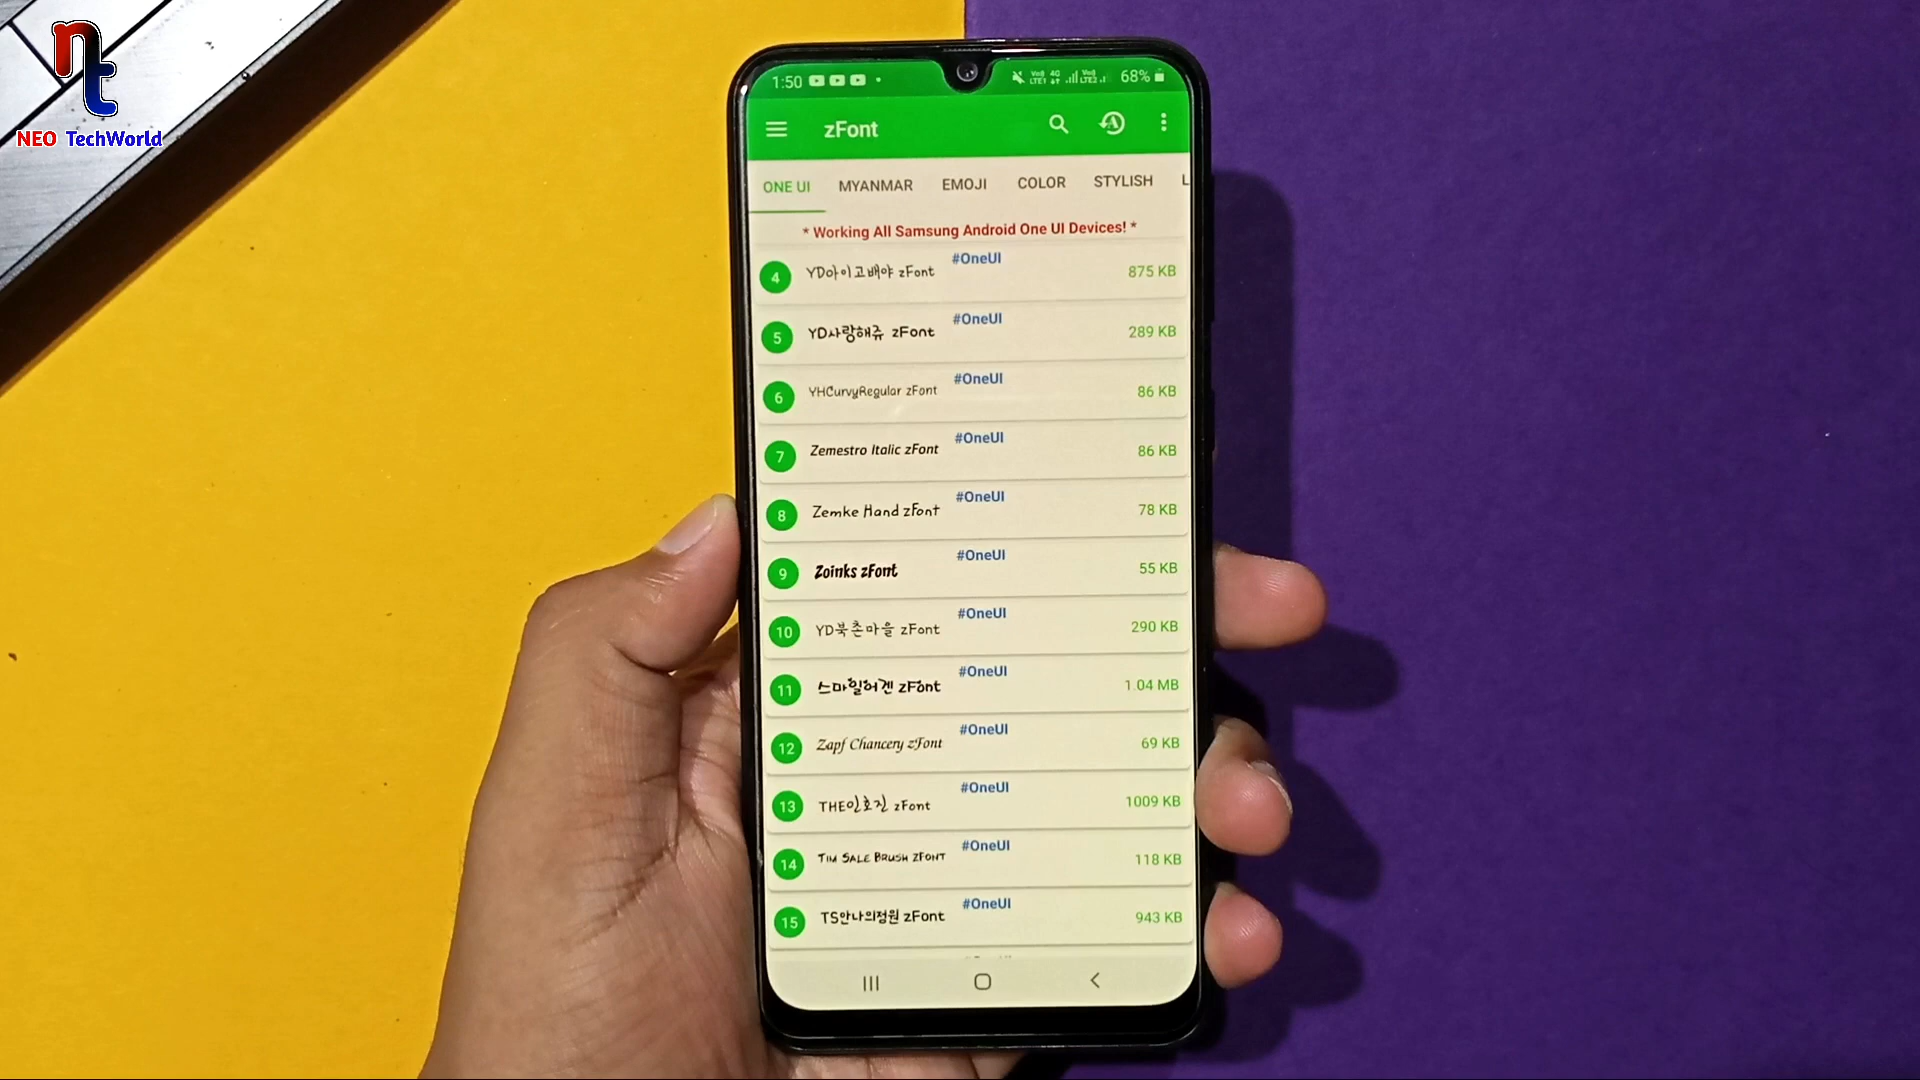 nt
NEO TechWorld
1:50 68%
zFont
ONE UI MYANMAR EMOJI COLOR STYLISH L
* Working All Samsung Android One UI Devices! *
4 YD아이고배야 zFont #OneUI 875 KB
5 YD사랑해쥬 zFont #OneUI 289 KB
6 YHCurvyRegular zFont #OneUI 86 KB
7 Zemestro Italic zFont #OneUI 86 KB
8 Zemke Hand zFont #OneUI 78 KB
9 Zoinks zFont #OneUI 55 KB
10 YD북촌마을 zFont #OneUI 290 KB
11 스마일어겐 zFont #OneUI 1.04 MB
12 Zapf Chancery zFont #OneUI 69 KB
13 THE인호진 zFont #OneUI 1009 KB
14 TIM SALE BRUSH ZFONT #OneUI 118 KB
15 TS안나의정원 zFont #OneUI 943 KB